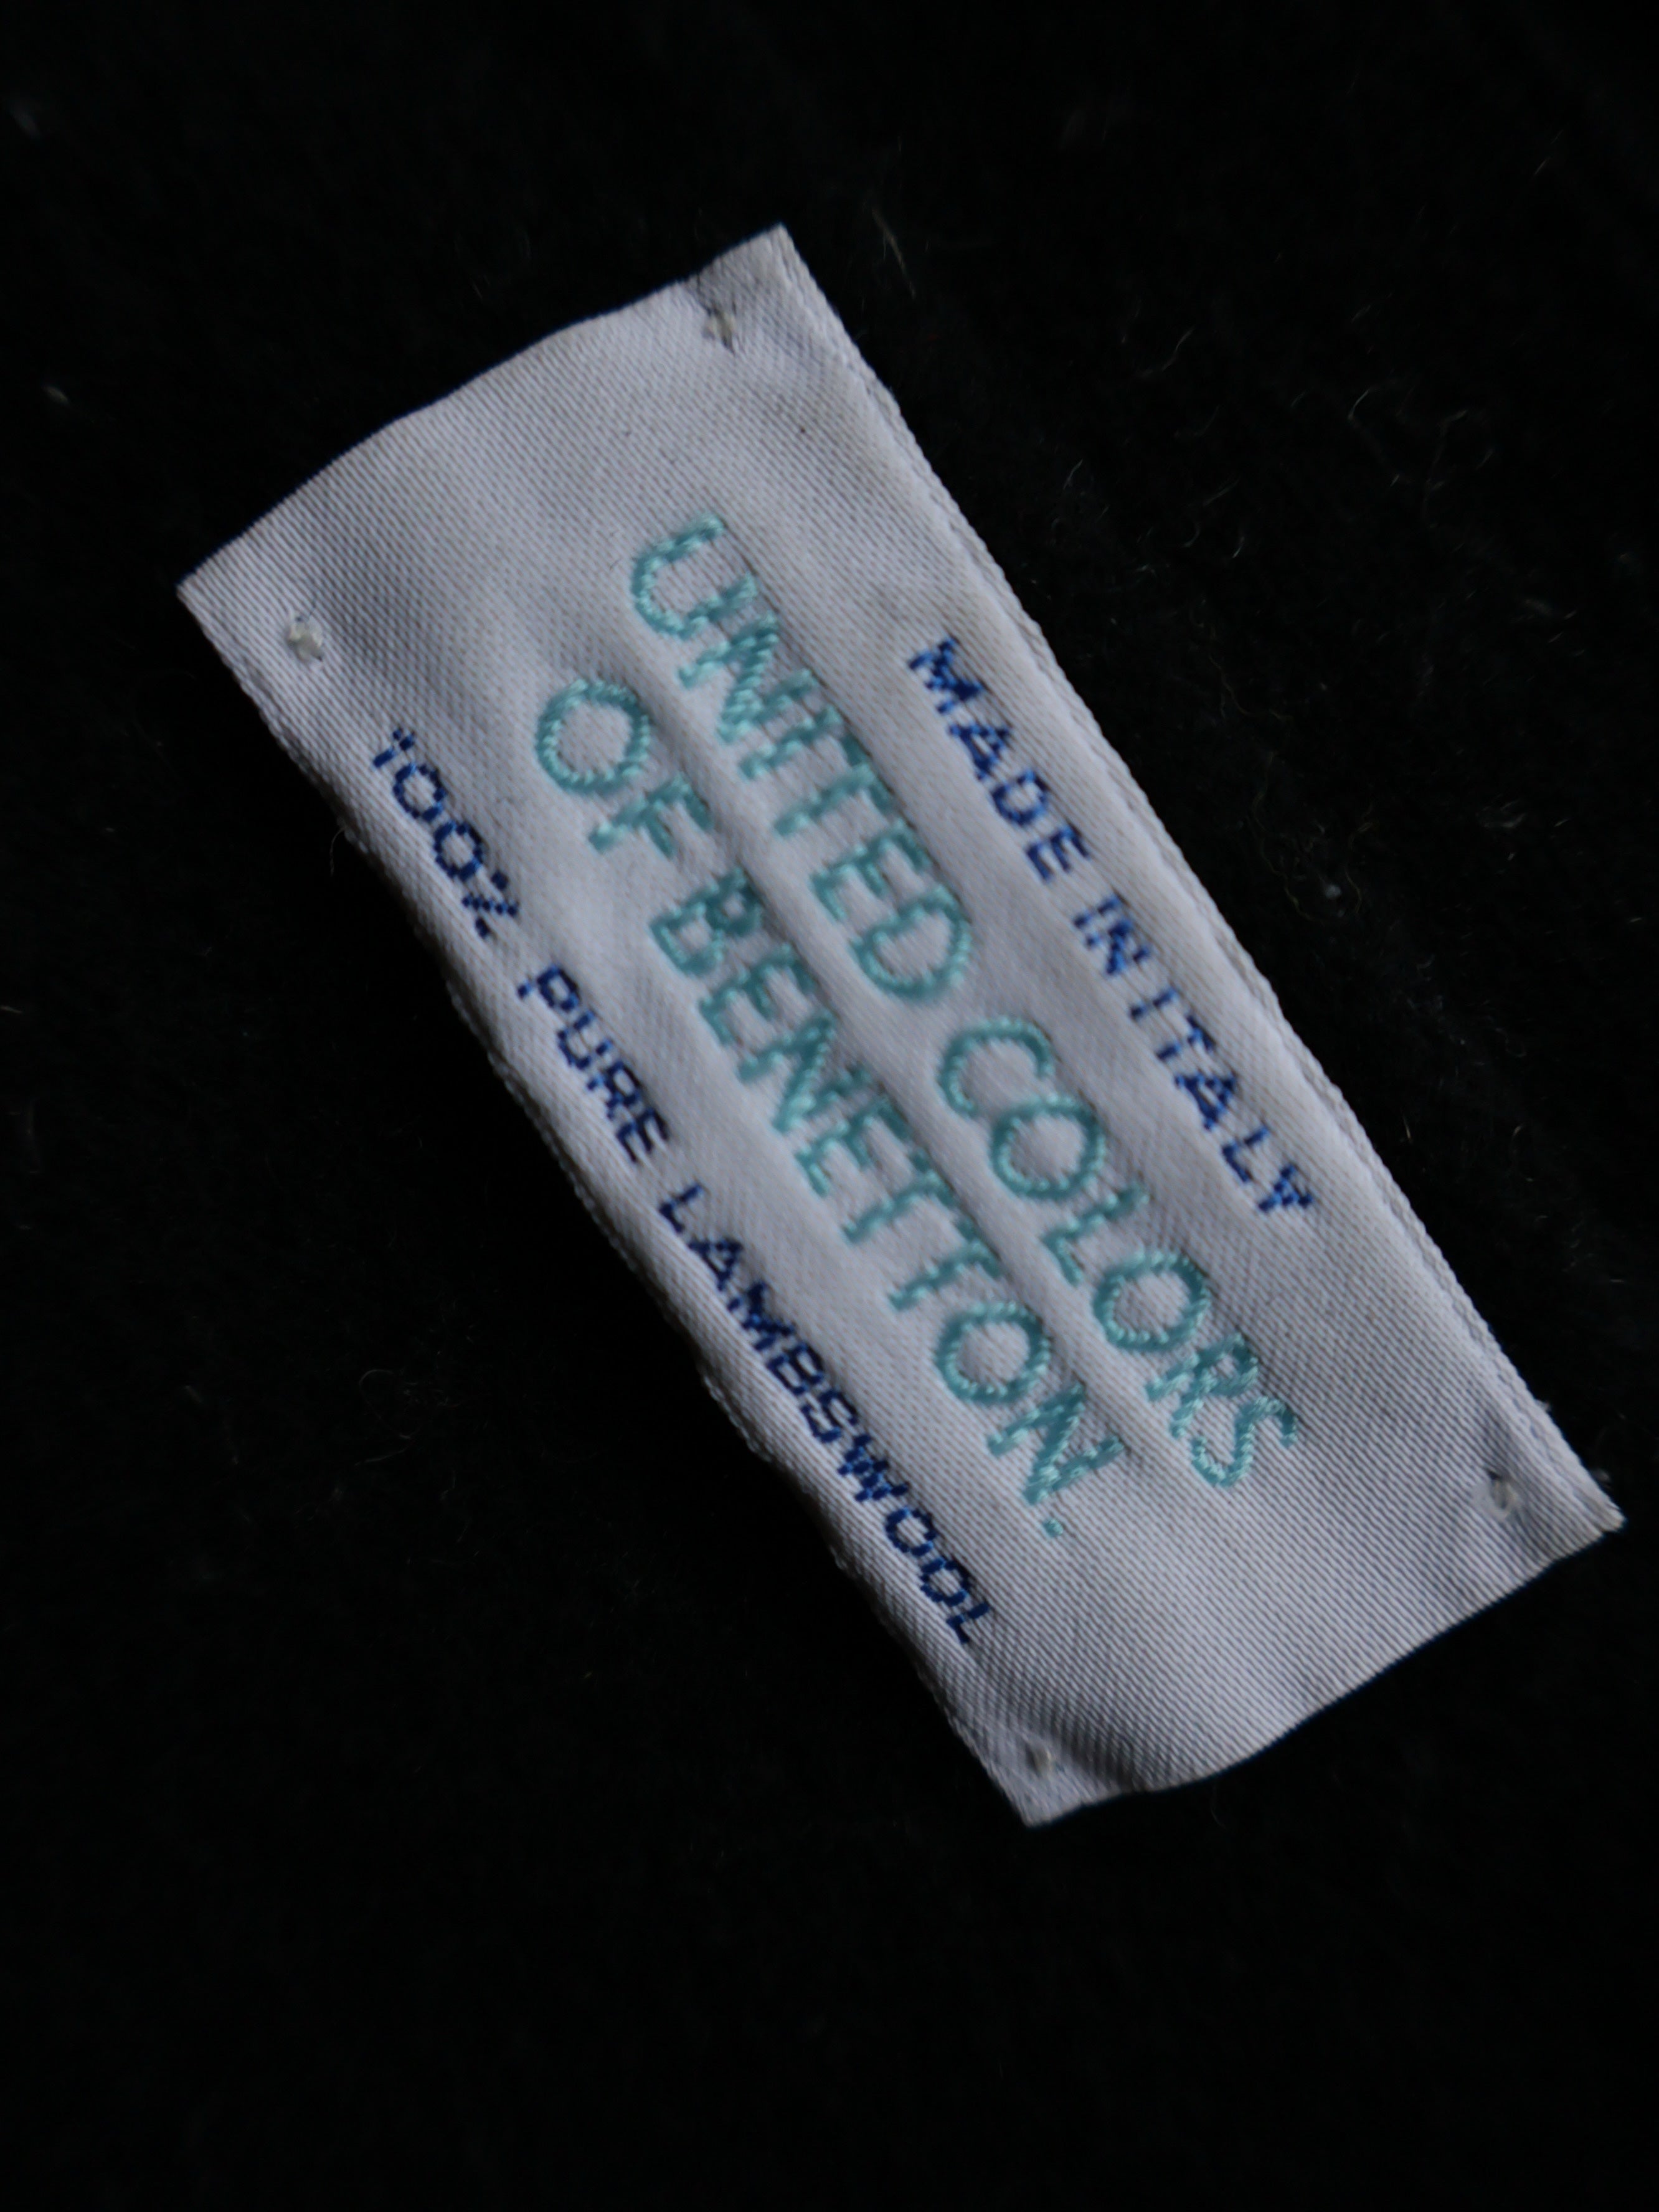 MADE IN ITALY
UNITED COLORS
OF BENETTON.
100% PURE LAMBSWOOL